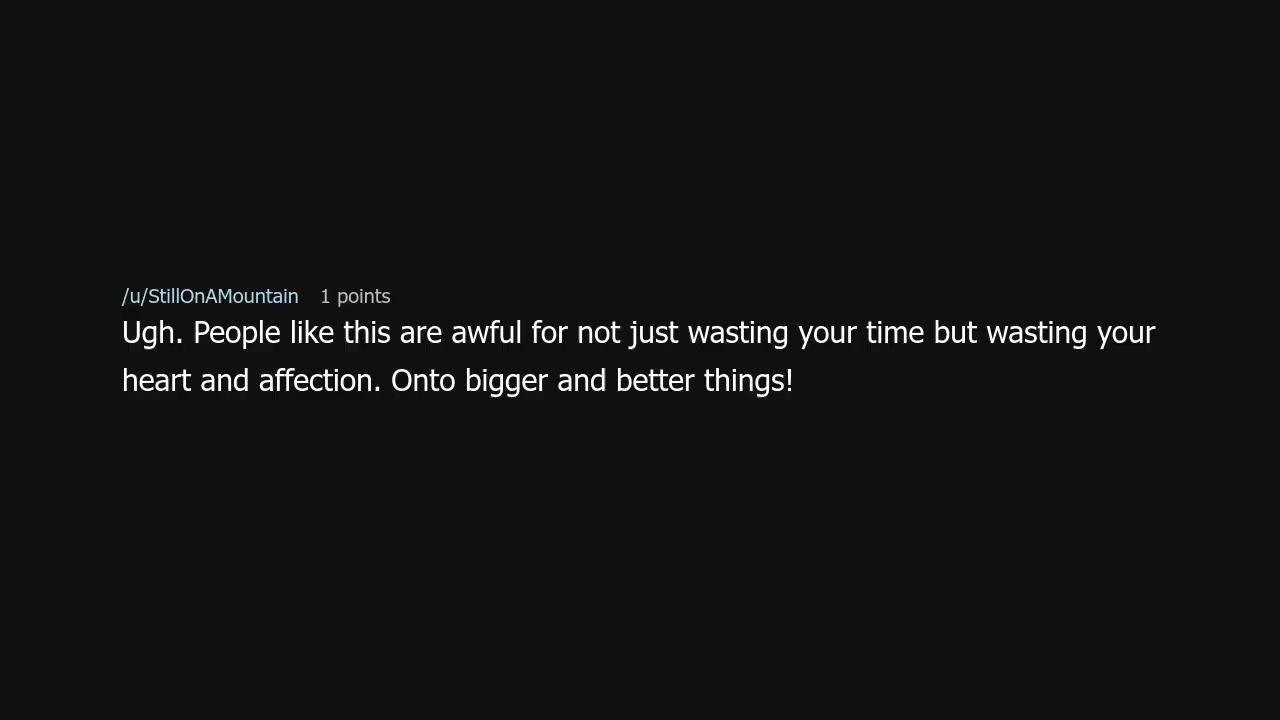 /u/StillOnAMountain 1 points
Ugh. People like this are awful for not just wasting your time but wasting your
heart and affection. Onto bigger and better things!